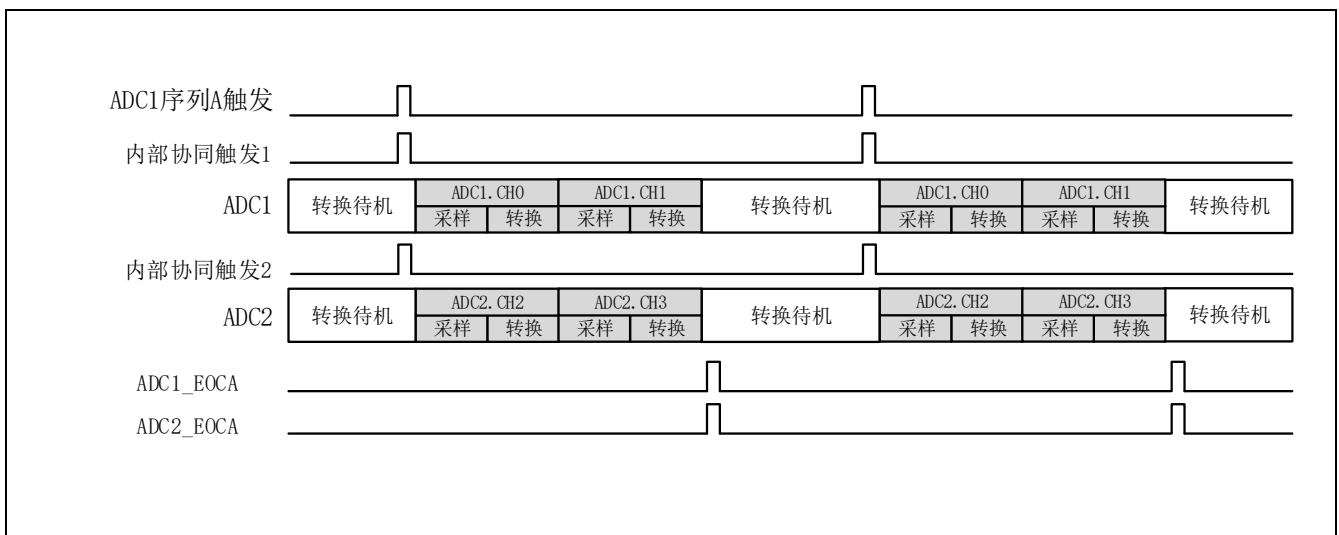 ADC1序列A触发
内部协同触发1
ADC1 转换待机 ADC1.CH0 ADC1.CH1 转换待机 ADC1.CH0 ADC1.CH1 转换待机
采样 转换 采样 转换 采样 转换 采样 转换
内部协同触发2
ADC2 转换待机 ADC2.CH2 ADC2.CH3 转换待机 ADC2.CH2 ADC2.CH3 转换待机
采样 转换 采样 转换 采样 转换 采样 转换
ADC1_EOCA
ADC2_EOCA